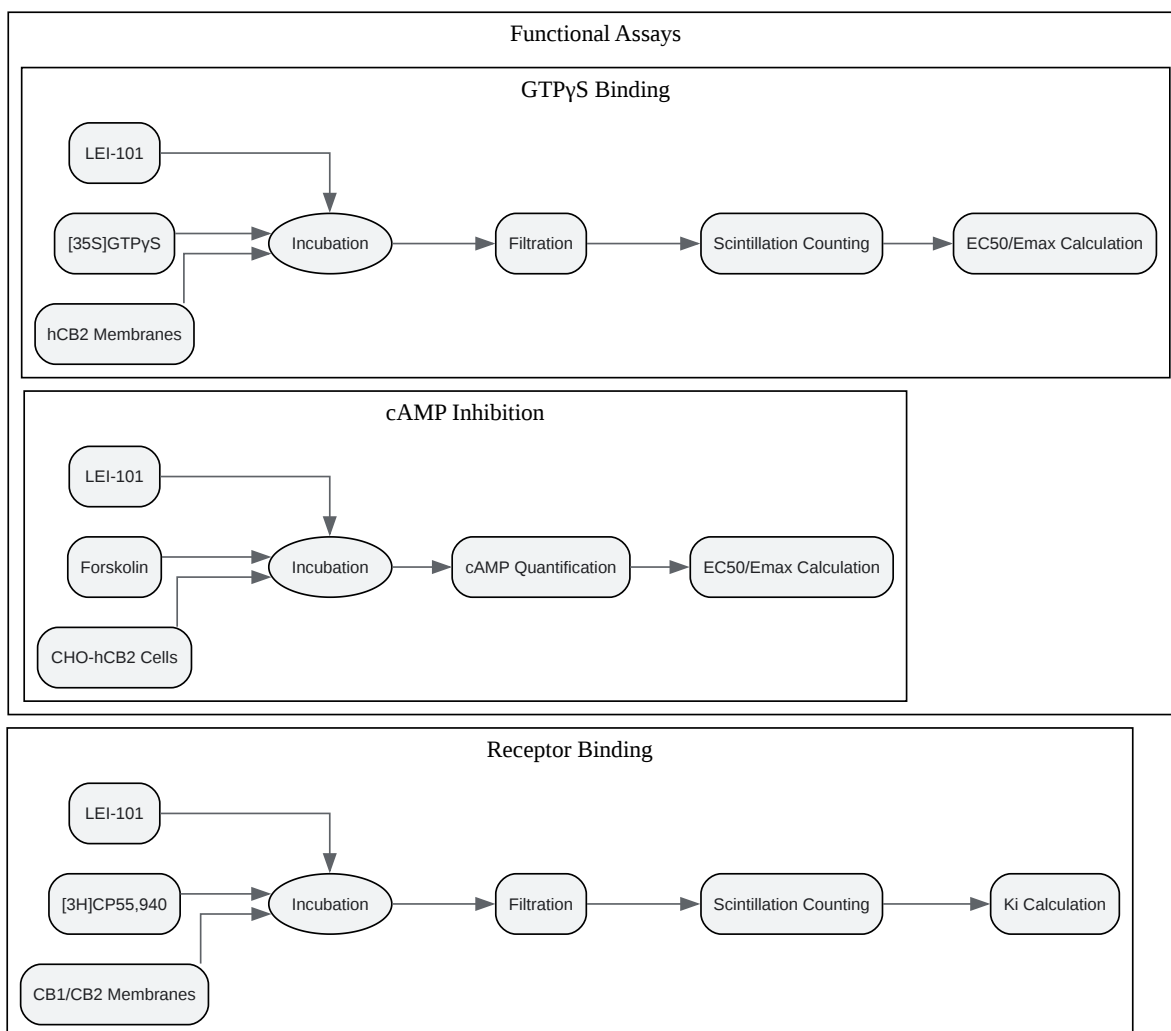 Functional Assays
GTPγS Binding
LEI-101
[35S]GTPγS
Incubation
Filtration
Scintillation Counting
EC50/Emax Calculation
hCB2 Membranes
cAMP Inhibition
LEI-101
Forskolin
Incubation
cAMP Quantification
EC50/Emax Calculation
CHO-hCB2 Cells
Receptor Binding
LEI-101
[3H]CP55,940
Incubation
Filtration
Scintillation Counting
Ki Calculation
CB1/CB2 Membranes